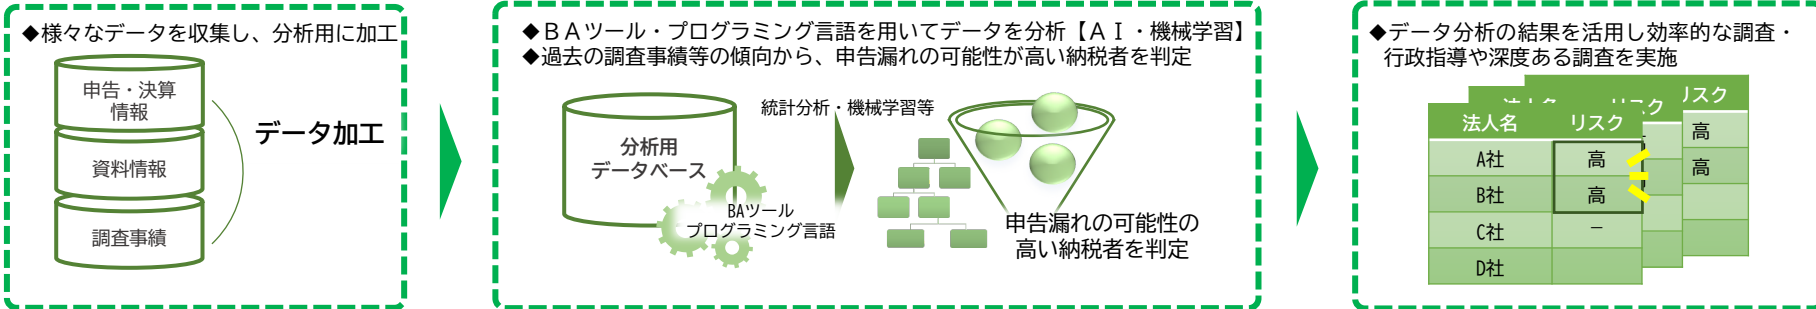 ◆様々なデータを収集し、分析用に加工
申告・決算
情報
資料情報
調査事績
データ加工
◆ＢＡツール・プログラミング言語を用いてデータを分析【ＡＩ・機械学習】
◆過去の調査事績等の傾向から、申告漏れの可能性が高い納税者を判定
分析用
データベース
BAツール
プログラミング言語
統計分析・機械学習等
申告漏れの可能性の
高い納税者を判定
◆データ分析の結果を活用し効率的な調査・
行政指導や深度ある調査を実施
リスク
高
高
法人名 リスク
A社 高
B社 高
C社 －
D社